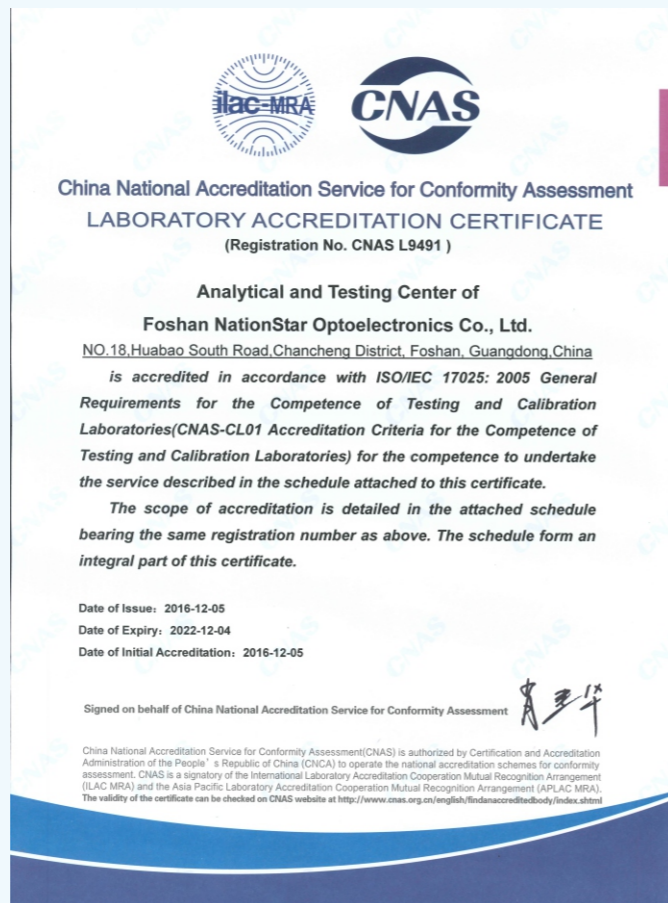 ilac-MRA
CNAS
China National Accreditation Service for Conformity Assessment
LABORATORY ACCREDITATION CERTIFICATE
(Registration No. CNAS L9491 )
Analytical and Testing Center of
Foshan NationStar Optoelectronics Co., Ltd.
NO.18,Huabao South Road,Chancheng District, Foshan, Guangdong,China
is accredited in accordance with ISO/IEC 17025: 2005 General
Requirements for the Competence of Testing and Calibration
Laboratories(CNAS-CL01 Accreditation Criteria for the Competence of
Testing and Calibration Laboratories) for the competence to undertake
the service described in the schedule attached to this certificate.
The scope of accreditation is detailed in the attached schedule
bearing the same registration number as above. The schedule form an
integral part of this certificate.
Date of Issue：2016-12-05
Date of Expiry：2022-12-04
Date of Initial Accreditation：2016-12-05
Signed on behalf of China National Accreditation Service for Conformity Assessment
China National Accreditation Service for Conformity Assessment(CNAS) is authorized by Certification and Accreditation
Administration of the People’s Republic of China (CNCA) to operate the national accreditation schemes for conformity
assessment. CNAS is a signatory of the International Laboratory Accreditation Cooperation Mutual Recognition Arrangement
(ILAC MRA) and the Asia Pacific Laboratory Accreditation Cooperation Mutual Recognition Arrangement (APLAC MRA).
The validity of the certificate can be checked on CNAS website at http://www.cnas.org.cn/english/findanaccreditedbody/index.shtml